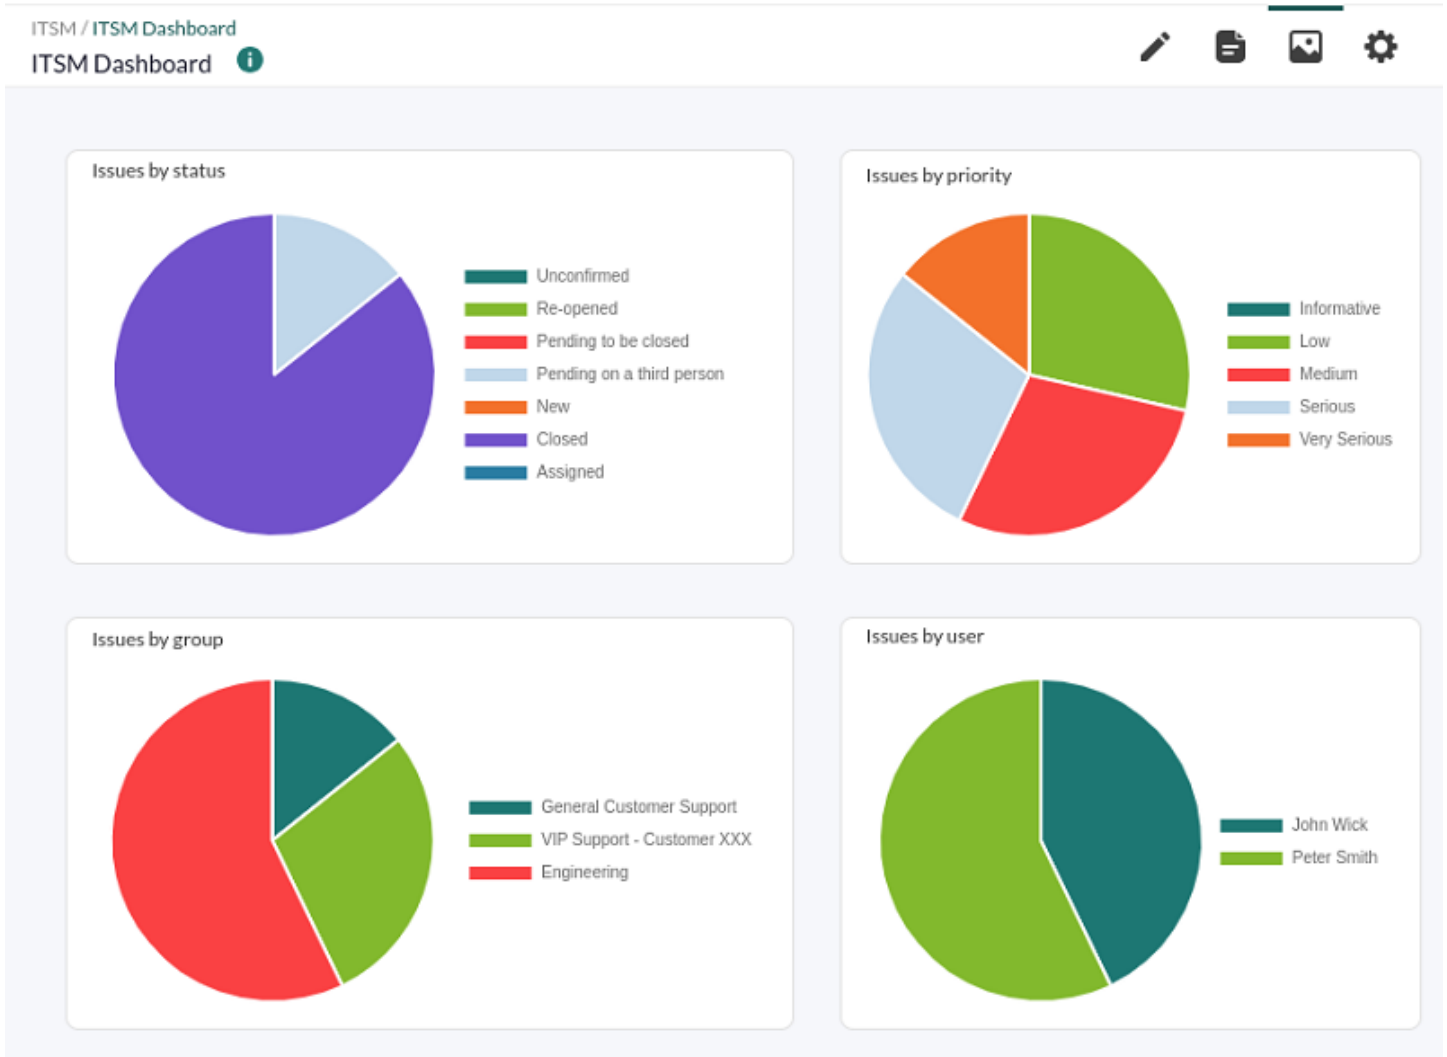 ITSM / ITSM Dashboard
ITSM Dashboard
Issues by status
Unconfirmed
Re-opened
Pending to be closed
Pending on a third person
New
Closed
Assigned
Issues by priority
Informative
Low
Medium
Serious
Very Serious
Issues by group
General Customer Support
VIP Support - Customer XXX
Engineering
Issues by user
John Wick
Peter Smith